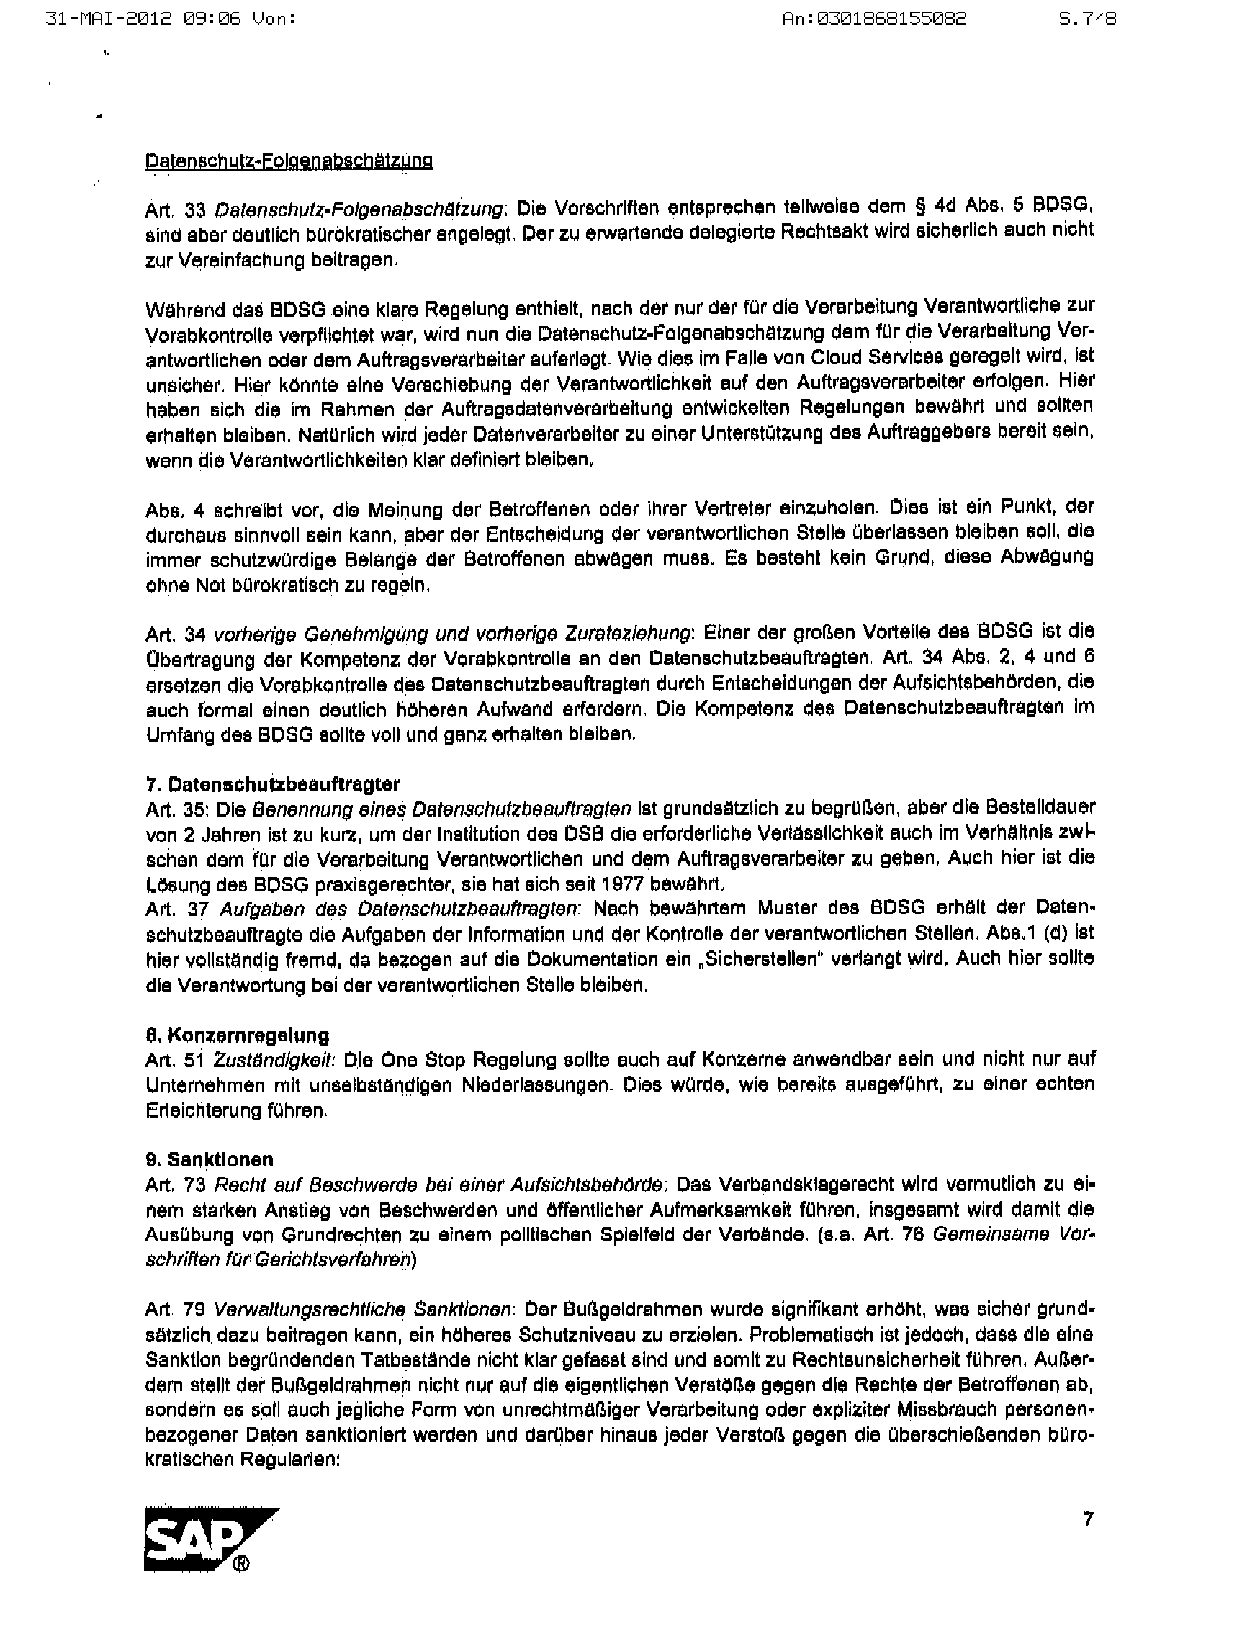 31-MAI-2012 09:06 Von: An:0301868155082 S.7/8
Datenschutz-Folgenabschätzung
Art. 33 Datenschutz-Folgenabschätzung: Die Vorschriften entsprechen teilweise dem § 4d Abs. 5 BDSG,
sind aber deutlich bürokratischer angelegt. Der zu erwartende delegierte Rechtsakt wird sicherlich auch nicht
zur Vereinfachung beitragen.
Während das BDSG eine klare Regelung enthielt, nach der nur der für die Verarbeitung Verantwortliche zur
Vorabkontrolle verpflichtet war, wird nun die Datenschutz-Folgenabschätzung dem für die Verarbeitung Ver-
antwortlichen oder dem Auftragsverarbeiter auferlegt. Wie dies im Falle von Cloud Services geregelt wird, ist
unsicher. Hier könnte eine Verschiebung der Verantwortlichkeit auf den Auftragsverarbeiter erfolgen. Hier
haben sich die im Rahmen der Auftragsdatenverarbeitung entwickelten Regelungen bewährt und sollten
erhalten bleiben. Natürlich wird jeder Datenverarbeiter zu einer Unterstützung des Auftraggebers bereit sein,
wenn die Verantwortlichkeiten klar definiert bleiben.
Abs. 4 schreibt vor, die Meinung der Betroffenen oder ihrer Vertreter einzuholen. Dies ist ein Punkt, der
durchaus sinnvoll sein kann, aber der Entscheidung der verantwortlichen Stelle überlassen bleiben soll, die
immer schutzwürdige Belange der Betroffenen abwägen muss. Es besteht kein Grund, diese Abwägung
ohne Not bürokratisch zu regeln.
Art. 34 vorherige Genehmigung und vorherige Zurateziehung: Einer der großen Vorteile des BDSG ist die
Übertragung der Kompetenz der Vorabkontrolle an den Datenschutzbeauftragten. Art. 34 Abs. 2, 4 und 6
ersetzen die Vorabkontrolle des Datenschutzbeauftragten durch Entscheidungen der Aufsichtsbehörden, die
auch formal einen deutlich höheren Aufwand erfordern. Die Kompetenz des Datenschutzbeauftragten im
Umfang des BDSG sollte voll und ganz erhalten bleiben.
7. Datenschutzbeauftragter
Art. 35: Die Benennung eines Datenschutzbeauftragten ist grundsätzlich zu begrüßen, aber die Bestelldauer
von 2 Jahren ist zu kurz, um der Institution des DSB die erforderliche Verlässlichkeit auch im Verhältnis zwi-
schen dem für die Verarbeitung Verantwortlichen und dem Auftragsverarbeiter zu geben. Auch hier ist die
Lösung des BDSG praxisgerechter, sie hat sich seit 1977 bewährt.
Art. 37 Aufgaben des Datenschutzbeauftragten: Nach bewährtem Muster des BDSG erhält der Daten-
schutzbeauftragte die Aufgaben der Information und der Kontrolle der verantwortlichen Stellen. Abs.1 (d) ist
hier vollständig fremd, da bezogen auf die Dokumentation ein „Sicherstellen“ verlangt wird. Auch hier sollte
die Verantwortung bei der verantwortlichen Stelle bleiben.
8. Konzernregelung
Art. 51 Zuständigkeit: Die One Stop Regelung sollte auch auf Konzerne anwendbar sein und nicht nur auf
Unternehmen mit unselbständigen Niederlassungen. Dies würde, wie bereits ausgeführt, zu einer echten
Erleichterung führen.
9. Sanktionen
Art. 73 Recht auf Beschwerde bei einer Aufsichtsbehörde: Das Verbandsklagerecht wird vermutlich zu ei-
nem starken Anstieg von Beschwerden und öffentlicher Aufmerksamkeit führen, insgesamt wird damit die
Ausübung von Grundrechten zu einem politischen Spielfeld der Verbände. (s.a. Art. 76 Gemeinsame Vor-
schriften für Gerichtsverfahren)
Art. 79 Verwaltungsrechtliche Sanktionen: Der Bußgeldrahmen wurde signifikant erhöht, was sicher grund-
sätzlich dazu beitragen kann, ein höheres Schutzniveau zu erzielen. Problematisch ist jedoch, dass die eine
Sanktion begründenden Tatbestände nicht klar gefasst sind und somit zu Rechtsunsicherheit führen. Außer-
dem stellt der Bußgeldrahmen nicht nur auf die eigentlichen Verstöße gegen die Rechte der Betroffenen ab,
sondern es soll auch jegliche Form von unrechtmäßiger Verarbeitung oder expliziter Missbrauch personen-
bezogener Daten sanktioniert werden und darüber hinaus jeder Verstoß gegen die überschießenden büro-
kratischen Regularien:
SAP ®
7